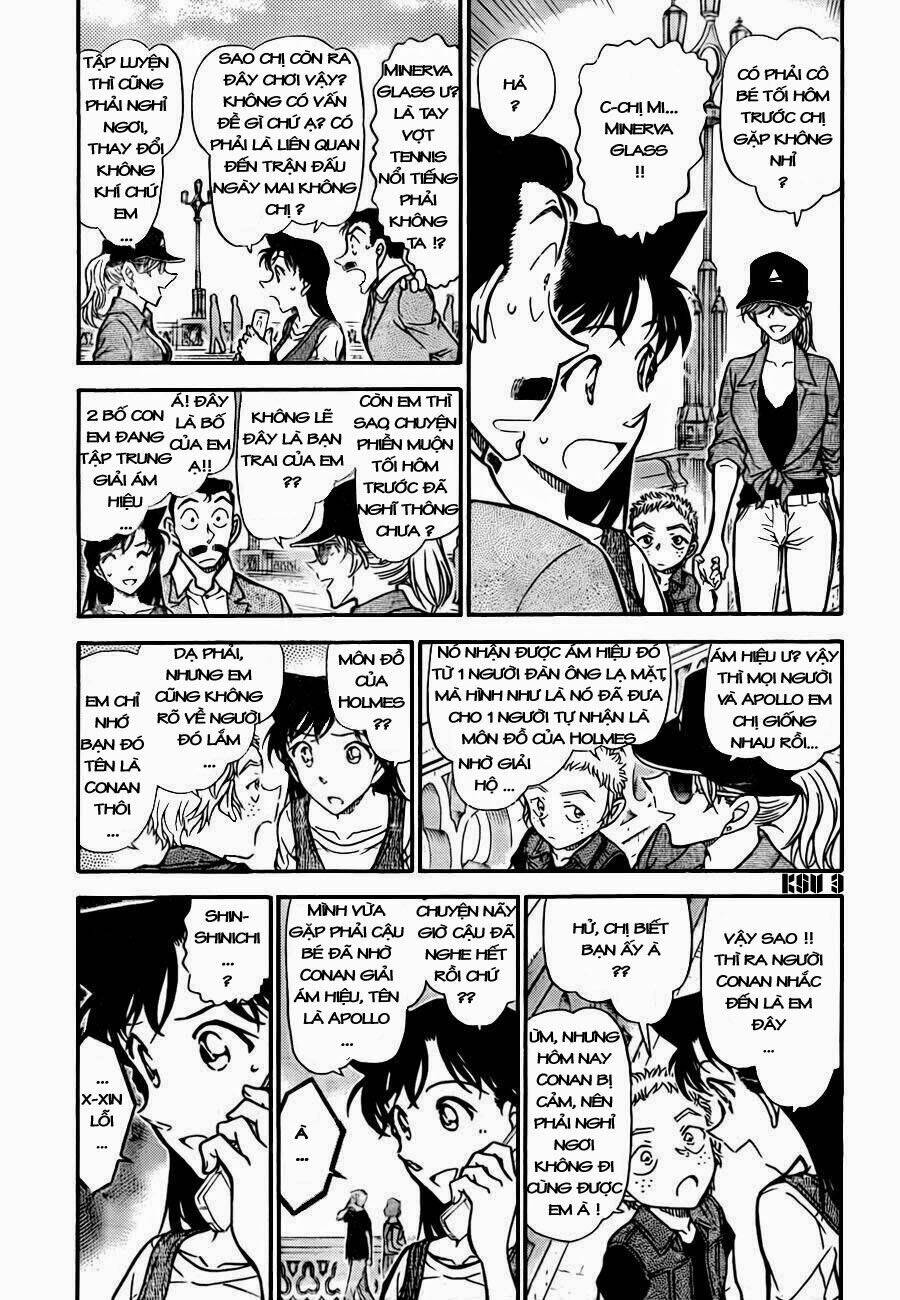 CÓ PHẢI CÔ
BÉ TỐI HÔM
TRƯỚC CHỊ
GẶP KHÔNG
NHỈ
?
C-CHỊ MI...
MINERVA
GLASS
!!
HẢ
?
MINERVA
GLASS Ư?
LÀ TAY
VỢT
TENNIS
NỔI TIẾNG
PHẢI
KHÔNG
TA !?
SAO CHỊ CÒN RA
ĐÂY CHƠI VẬY?
KHÔNG CÓ VẤN
ĐỀ GÌ CHỨ Ạ? CÓ
PHẢI LÀ LIÊN QUAN
ĐẾN TRẬN ĐẤU
NGÀY MAI KHÔNG
CHỊ ?
TẬP LUYỆN
THÌ CŨNG
PHẢI NGHỈ
NGƠI,
THAY ĐỔI
KHÔNG
KHÍ CHỨ
EM
...
CÒN EM THÌ
SAO, CHUYỆN
PHIỀN MUỘN
TỐI HÔM
TRƯỚC ĐÃ
NGHĨ THÔNG
CHƯA ?
KHÔNG LẼ
ĐÂY LÀ BẠN
TRAI CỦA EM
??
Á! ĐÂY
LÀ BỐ
CỦA EM
Ạ!!
2 BỐ CON
EM ĐANG
TẬP TRUNG
GIẢI ÁM
HIỆU
...
ÁM HIỆU Ư? VẬY
THÌ MỌI NGƯỜI
VÀ APOLLO EM
CHỊ GIỐNG
NHAU RỒI...
NÓ NHẬN ĐƯỢC ÁM HIỆU ĐÓ
TỪ 1 NGƯỜI ĐÀN ÔNG LẠ MẶT,
MÀ HÌNH NHƯ LÀ NÓ ĐÃ ĐƯA
CHO 1 NGƯỜI TỰ NHẬN LÀ
MÔN ĐỒ CỦA HOLMES
NHỜ GIẢI
HỘ ...
MÔN ĐỒ
CỦA
HOLMES
??
DẠ PHẢI,
NHƯNG EM
CŨNG KHÔNG
RÕ VỀ NGƯỜI
ĐÓ LẮM
...
EM CHỈ
NHỚ
BẠN ĐÓ
TÊN LÀ
CONAN
THÔI
...
KSU 3
VẬY SAO !!
THÌ RA NGƯỜI
CONAN NHẮC
ĐẾN LÀ EM
ĐÂY
...
HỬ, CHỊ BIẾT
BẠN ẤY À
??
ỪM, NHƯNG
HÔM NAY
CONAN BỊ
CẢM, NÊN
PHẢI NGHỈ
NGƠI
KHÔNG ĐI
CÙNG ĐƯỢC
EM À !
CHUYỆN NÃY
GIỜ CẬU ĐÃ
NGHE HẾT
RỒI CHỨ
??
MÌNH VỪA
GẶP PHẢI CẬU
BÉ ĐÃ NHỜ
CONAN GIẢI
ÁM HIỆU, TÊN
LÀ APOLLO
...
À
...
SHIN-
SHINICHI
...
?
...
X-XIN
LỖI
...